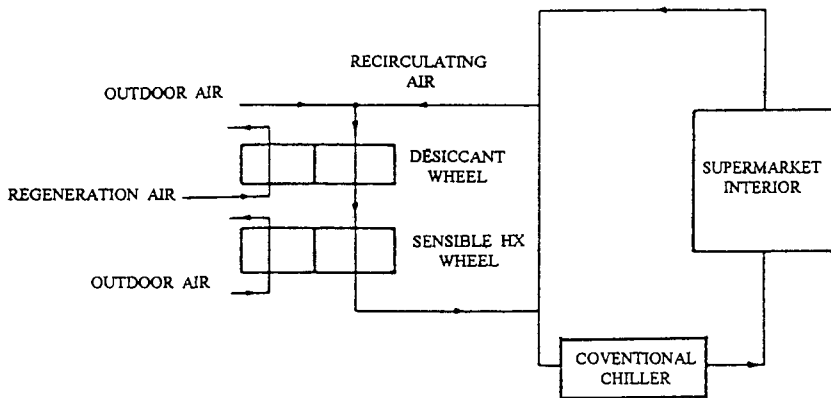 RECIRCULATING
AIR
OUTDOOR AIR
DESICCANT
WHEEL
REGENERATION AIR
SUPERMARKET
INTERIOR
SENSIBLE HX
WHEEL
OUTDOOR AIR
COVENTIONAL
CHILLER